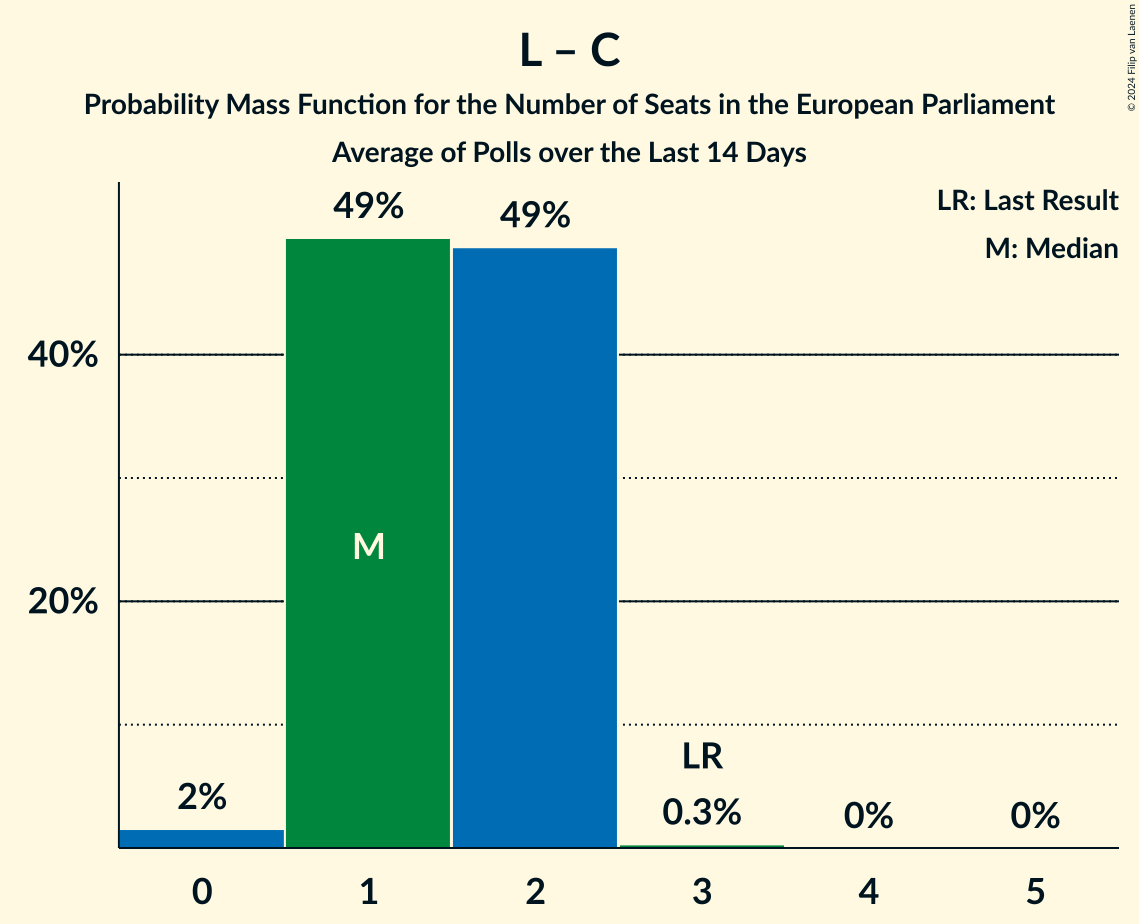 L – C
Probability Mass Function for the Number of Seats in the European Parliament
Average of Polls over the Last 14 Days
© 2024 Filip van Laenen
LR: Last Result
M: Median
49%
49%
40%
M
20%
LR
2%
0.3%
0%
0%
0
1
2
3
4
5